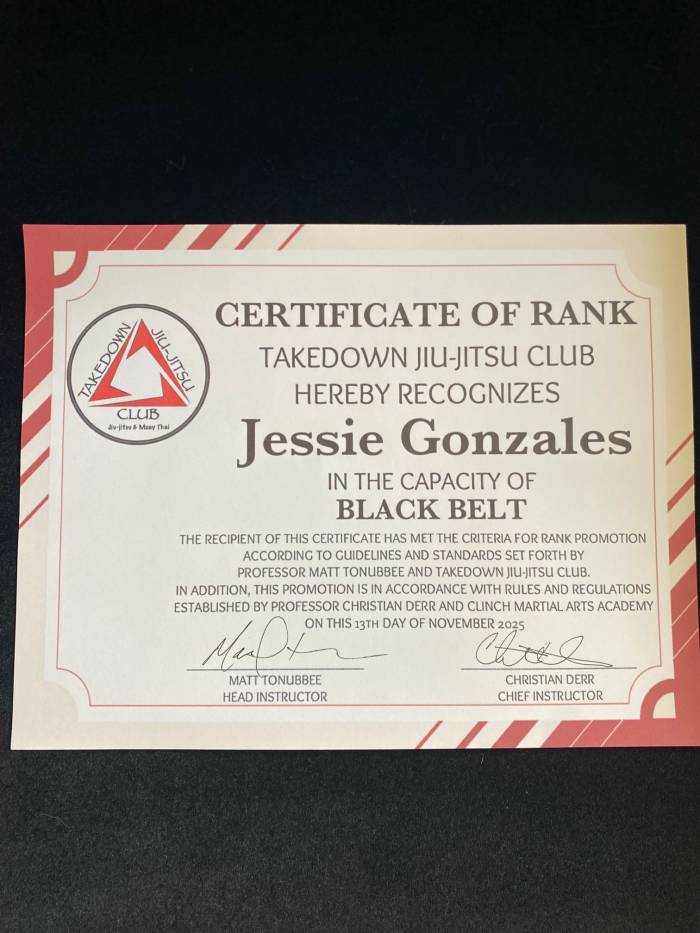 CERTIFICATE OF RANK
TAKEDOWN JIU-JITSU CLUB
HEREBY RECOGNIZES
Jessie Gonzales
IN THE CAPACITY OF
BLACK BELT
THE RECIPIENT OF THIS CERTIFICATE HAS MET THE CRITERIA FOR RANK PROMOTION
ACCORDING TO GUIDELINES AND STANDARDS SET FORTH BY
PROFESSOR MATT TONUBBEE AND TAKEDOWN JIU-JITSU CLUB.
IN ADDITION, THIS PROMOTION IS IN ACCORDANCE WITH RULES AND REGULATIONS
ESTABLISHED BY PROFESSOR CHRISTIAN DERR AND CLINCH MARTIAL ARTS ACADEMY
ON THIS 13TH DAY OF NOVEMBER 2025
MATT TONUBBEE
HEAD INSTRUCTOR
CHRISTIAN DERR
CHIEF INSTRUCTOR
TAKEDOWN
JIU-JITSU
CLUB
Jiu-Jitsu & Muay Thai